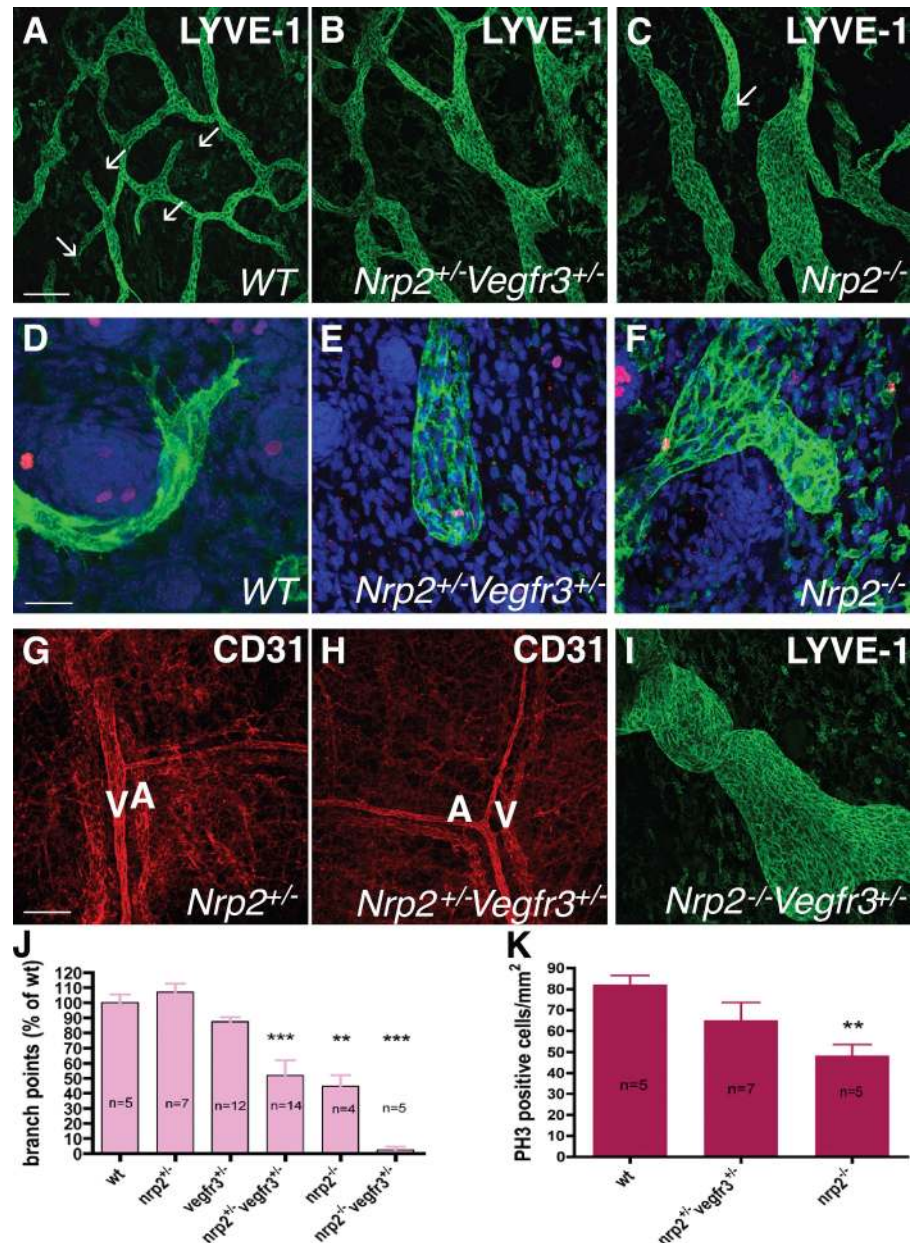 A LYVE-1
WT
B LYVE-1
Nrp2+/-Vegfr3+/-
C LYVE-1
Nrp2-/-
D
WT
E
Nrp2+/-Vegfr3+/-
F
Nrp2-/-
G CD31
V A
Nrp2+/-
H CD31
A V
Nrp2+/-Vegfr3+/-
I LYVE-1
Nrp2-/-Vegfr3+/-
J
branch points (% of wt)
120
110
100
90
80
70
60
50
40
30
20
10
0
*** ** ***
n=5 n=7 n=12 n=14 n=4 n=5
wt
nrp2+/-
vegfr3+/-
nrp2+/-vegfr3+/-
nrp2-/-
nrp2-/-vegfr3+/-
K
PH3 positive cells/mm2
90
80
70
60
50
40
30
20
10
0
**
n=5 n=7 n=5
wt
nrp2+/-vegfr3+/-
nrp2-/-